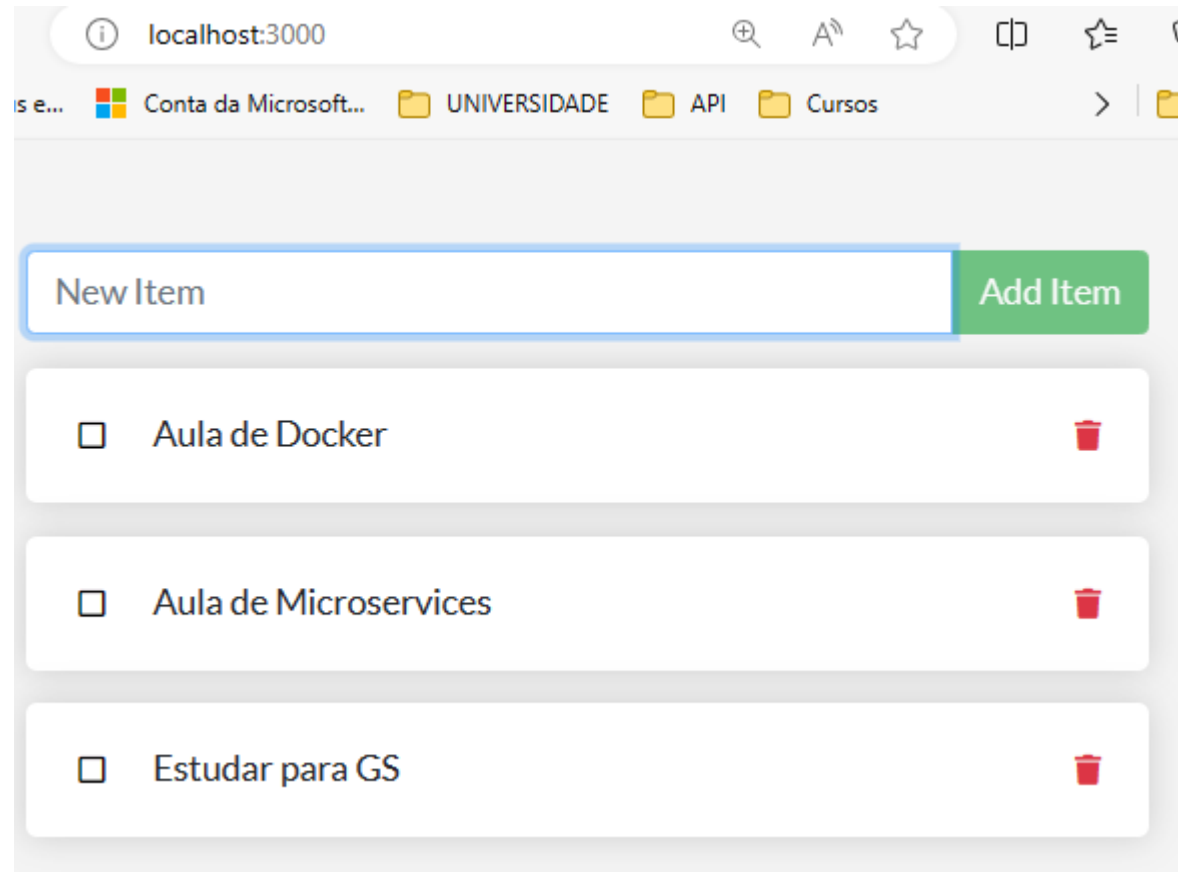 localhost:3000
s e... Conta da Microsoft... UNIVERSIDADE API Cursos
New Item Add Item
Aula de Docker
Aula de Microservices
Estudar para GS